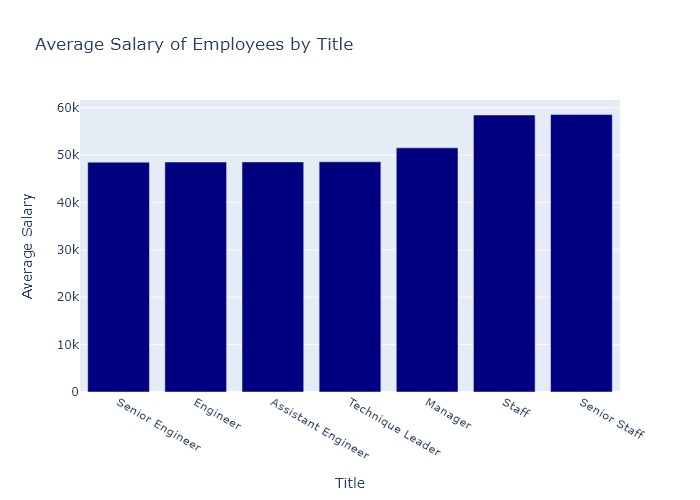 Average Salary of Employees by Title
Average Salary
60k
50k
40k
30k
20k
10k
0
Senior Engineer
Engineer
Assistant Engineer
Technique Leader
Manager
Staff
Senior Staff
Title